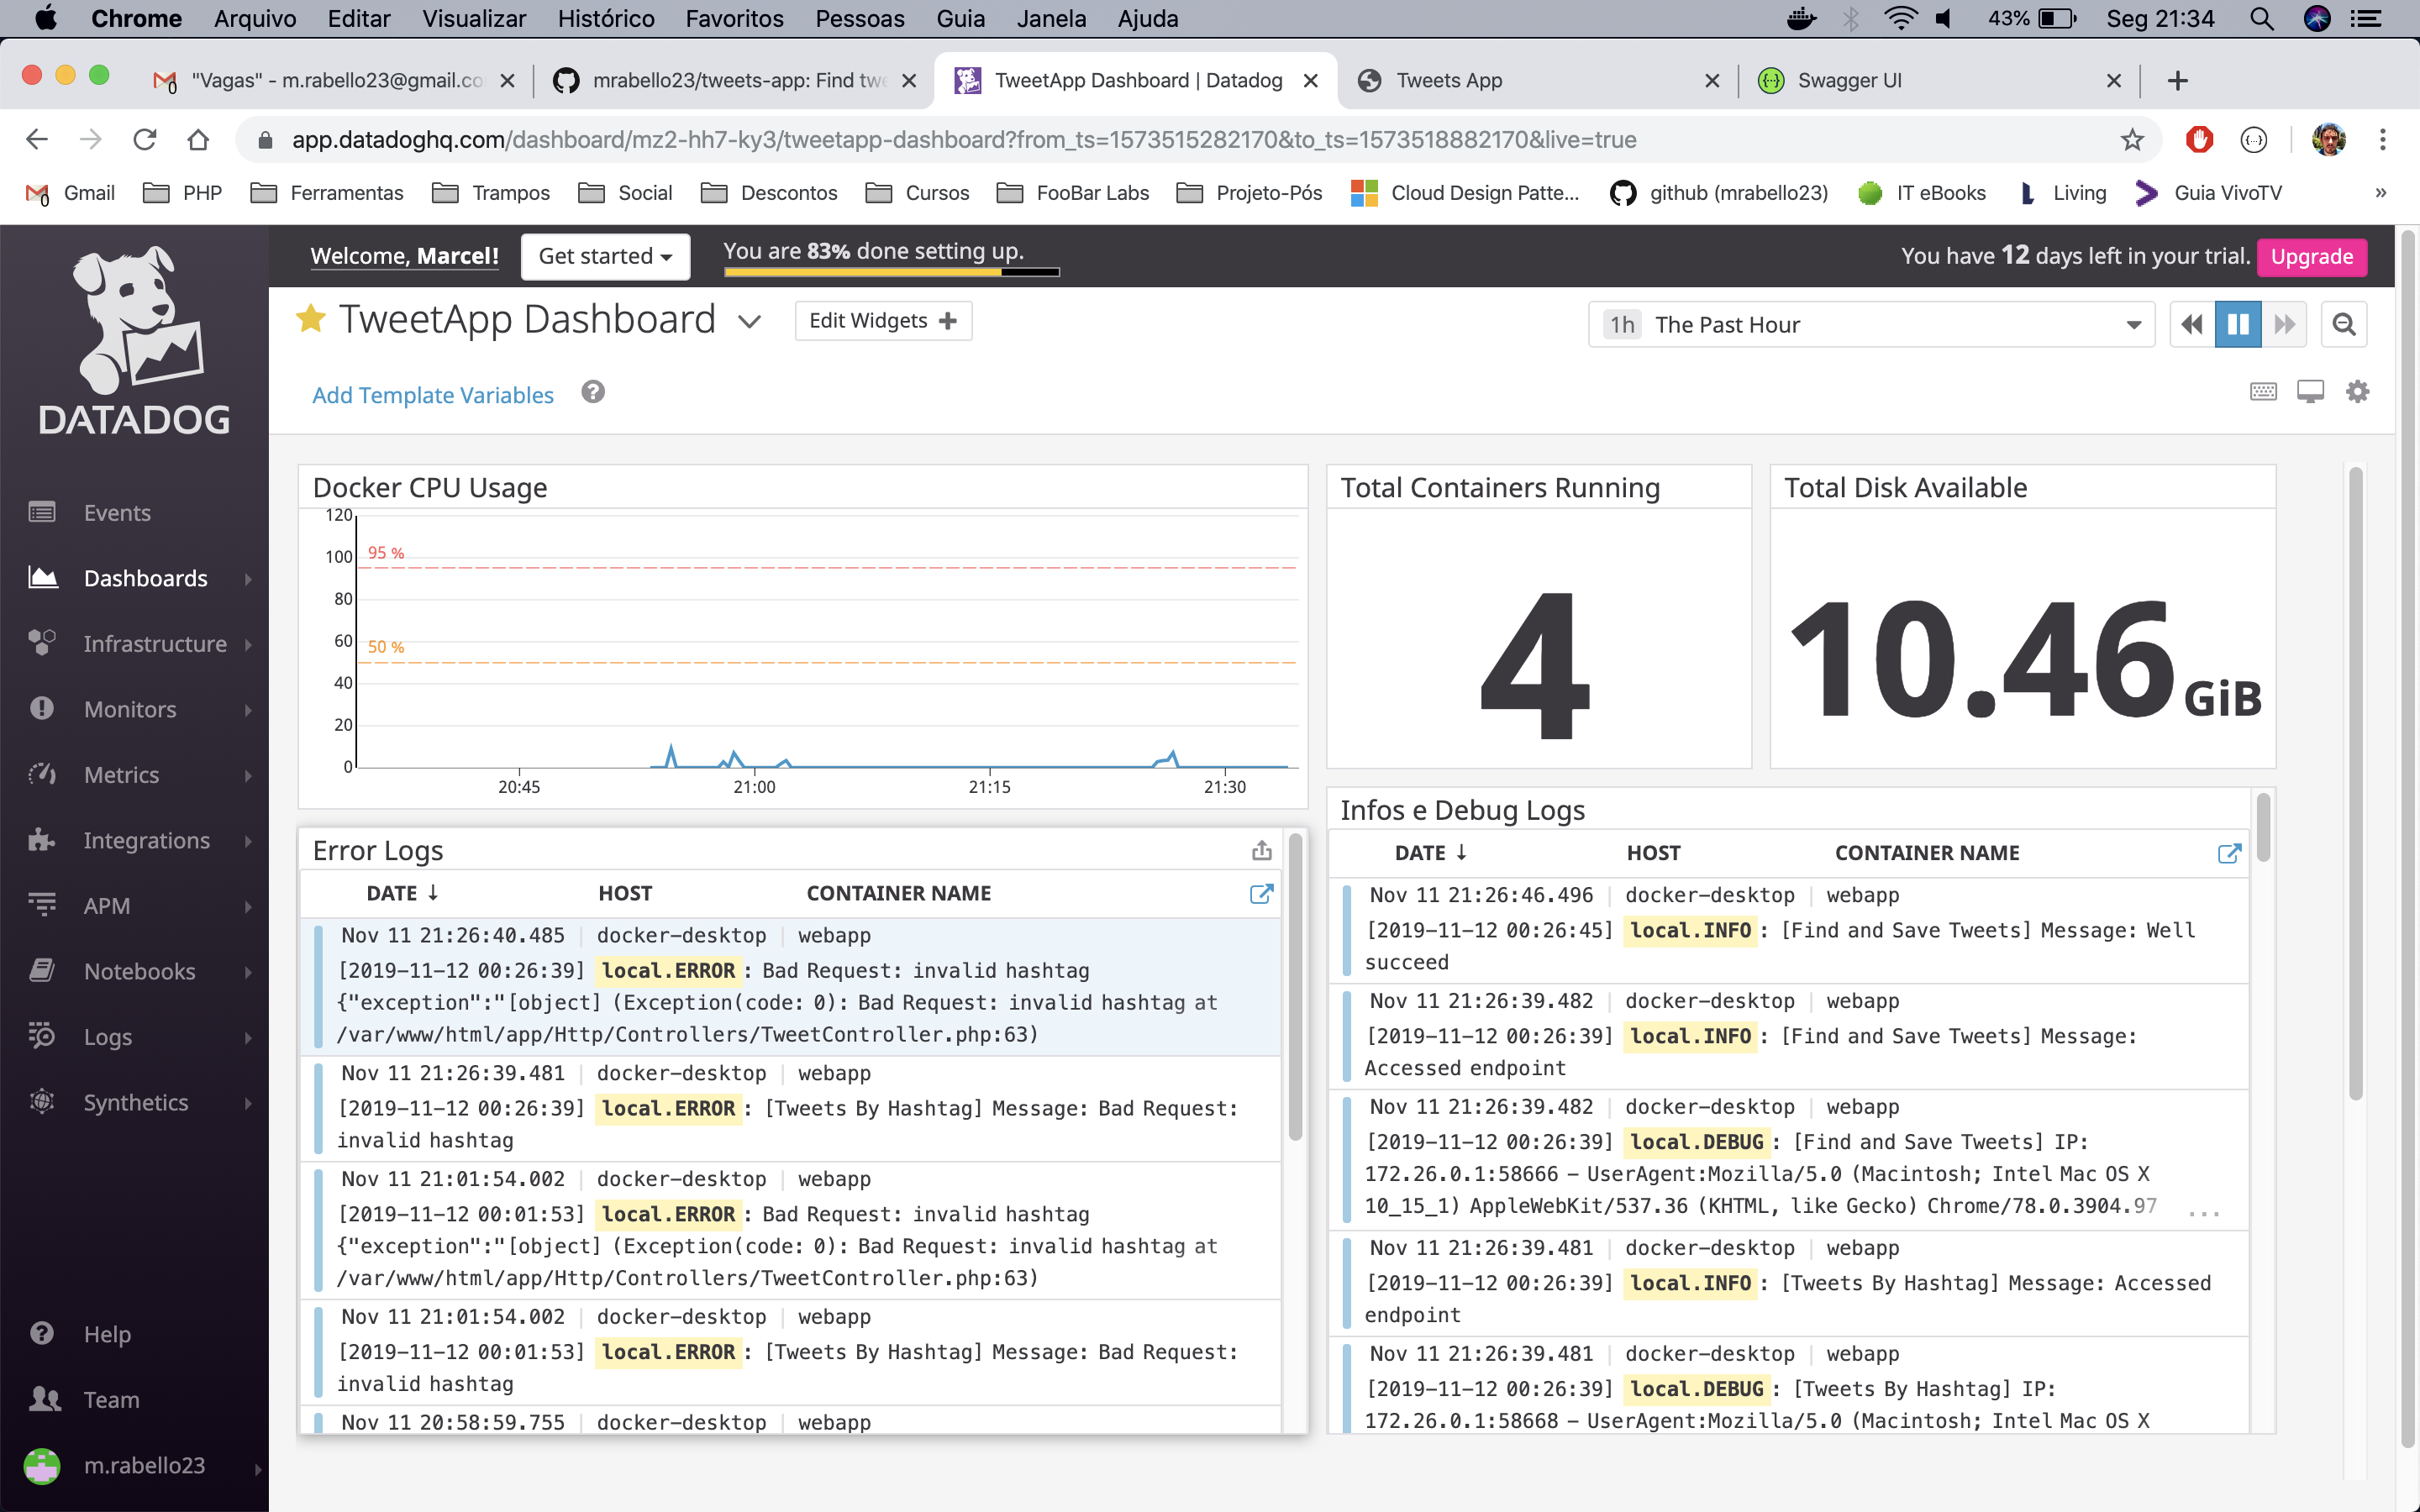 Chrome Arquivo Editar Visualizar Histórico Favoritos Pessoas Guia Janela Ajuda 43% Seg 21:34
"Vagas" - m.rabello23@gmail.co mrabello23/tweets-app: Find twe TweetApp Dashboard | Datadog Tweets App Swagger UI
app.datadoghq.com/dashboard/mz2-hh7-ky3/tweetapp-dashboard?from_ts=1573515282170&to_ts=1573518882170&live=true
Gmail PHP Ferramentas Trampos Social Descontos Cursos FooBar Labs Projeto-Pós Cloud Design Patte... github (mrabello23) IT eBooks Living Guia VivoTV »
Welcome, Marcel! Get started You are 83% done setting up. You have 12 days left in your trial. Upgrade
DATADOG
Events
Dashboards
Infrastructure
Monitors
Metrics
Integrations
APM
Notebooks
Logs
Synthetics
Help
Team
m.rabello23
TweetApp Dashboard Edit Widgets + 1h The Past Hour
Add Template Variables ?
Docker CPU Usage
120
100
95 %
80
60
50 %
40
20
0
20:45 21:00 21:15 21:30
Total Containers Running
4
Total Disk Available
10.46 GiB
Error Logs
DATE ↓ HOST CONTAINER NAME
Nov 11 21:26:40.485 docker-desktop webapp
[2019-11-12 00:26:39] local.ERROR: Bad Request: invalid hashtag
{"exception":"[object] (Exception(code: 0): Bad Request: invalid hashtag at
/var/www/html/app/Http/Controllers/TweetController.php:63)
Nov 11 21:26:39.481 docker-desktop webapp
[2019-11-12 00:26:39] local.ERROR: [Tweets By Hashtag] Message: Bad Request:
invalid hashtag
Nov 11 21:01:54.002 docker-desktop webapp
[2019-11-12 00:01:53] local.ERROR: Bad Request: invalid hashtag
{"exception":"[object] (Exception(code: 0): Bad Request: invalid hashtag at
/var/www/html/app/Http/Controllers/TweetController.php:63)
Nov 11 21:01:54.002 docker-desktop webapp
[2019-11-12 00:01:53] local.ERROR: [Tweets By Hashtag] Message: Bad Request:
invalid hashtag
Nov 11 20:58:59.755 docker-desktop webapp
Infos e Debug Logs
DATE ↓ HOST CONTAINER NAME
Nov 11 21:26:46.496 docker-desktop webapp
[2019-11-12 00:26:45] local.INFO: [Find and Save Tweets] Message: Well
succeed
Nov 11 21:26:39.482 docker-desktop webapp
[2019-11-12 00:26:39] local.INFO: [Find and Save Tweets] Message:
Accessed endpoint
Nov 11 21:26:39.482 docker-desktop webapp
[2019-11-12 00:26:39] local.DEBUG: [Find and Save Tweets] IP:
172.26.0.1:58666 – UserAgent:Mozilla/5.0 (Macintosh; Intel Mac OS X
10_15_1) AppleWebKit/537.36 (KHTML, like Gecko) Chrome/78.0.3904.97 ...
Nov 11 21:26:39.481 docker-desktop webapp
[2019-11-12 00:26:39] local.INFO: [Tweets By Hashtag] Message: Accessed
endpoint
Nov 11 21:26:39.481 docker-desktop webapp
[2019-11-12 00:26:39] local.DEBUG: [Tweets By Hashtag] IP:
172.26.0.1:58668 – UserAgent:Mozilla/5.0 (Macintosh; Intel Mac OS X